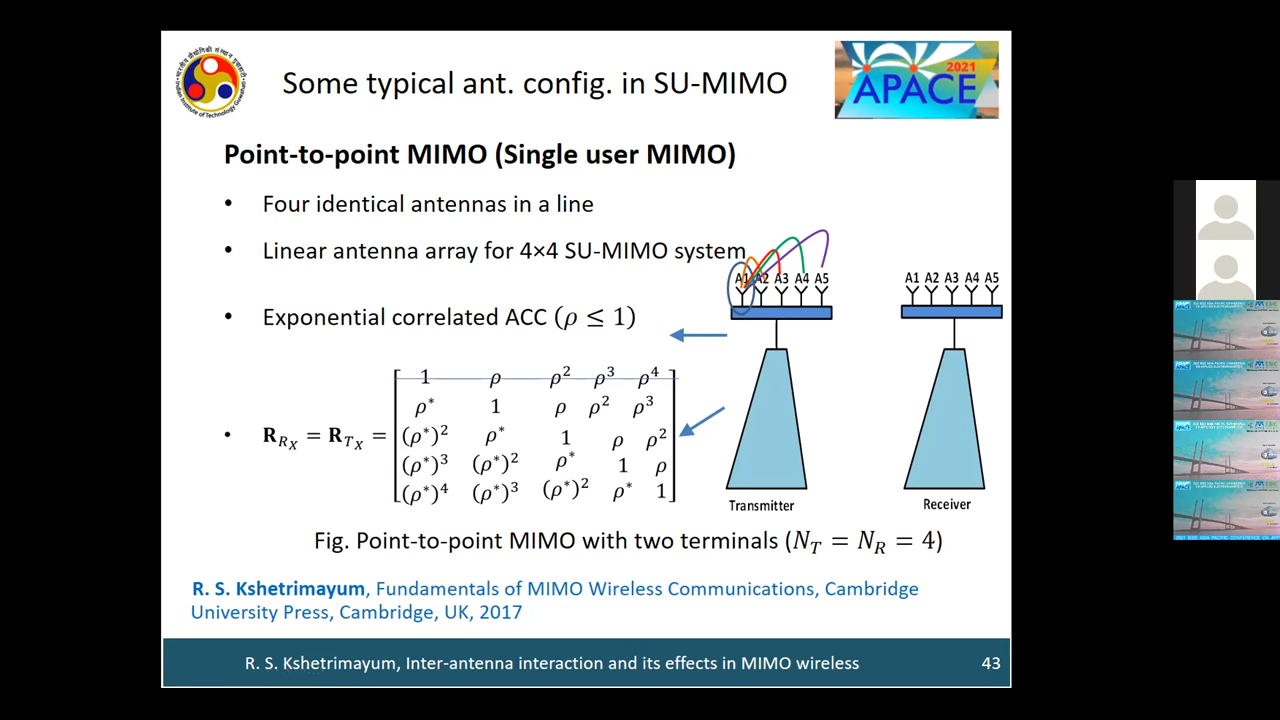 Some typical ant. config. in SU-MIMO
2021
APACE
Point-to-point MIMO (Single user MIMO)
• Four identical antennas in a line
• Linear antenna array for 4×4 SU-MIMO system
A1 A2 A3 A4 A5
A1 A2 A3 A4 A5
• Exponential correlated ACC (ρ ≤ 1)
1 ρ ρ² ρ³ ρ⁴
ρ* 1 ρ ρ² ρ³
• R_{R_X} = R_{T_X} = (ρ*)² ρ* 1 ρ ρ²
(ρ*)³ (ρ*)² ρ* 1 ρ
(ρ*)⁴ (ρ*)³ (ρ*)² ρ* 1
Transmitter
Receiver
Fig. Point-to-point MIMO with two terminals (N_T = N_R = 4)
R. S. Kshetrimayum, Fundamentals of MIMO Wireless Communications, Cambridge
University Press, Cambridge, UK, 2017
R. S. Kshetrimayum, Inter-antenna interaction and its effects in MIMO wireless
43